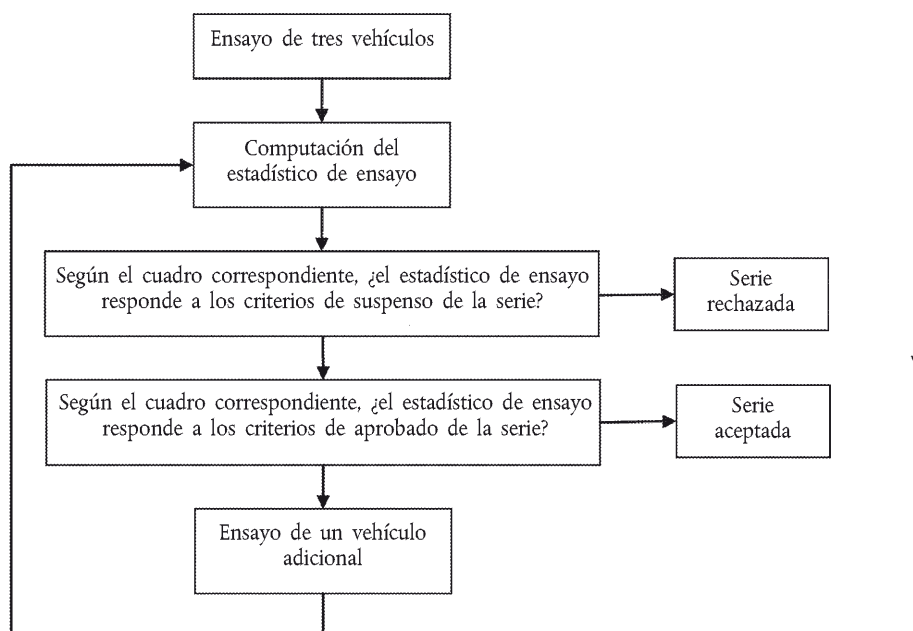 Ensayo de tres vehículos
Computación del
estadístico de ensayo
Según el cuadro correspondiente, ¿el estadístico de ensayo
responde a los criterios de suspenso de la serie?
Serie
rechazada
Según el cuadro correspondiente, ¿el estadístico de ensayo
responde a los criterios de aprobado de la serie?
Serie
aceptada
Ensayo de un vehículo
adicional